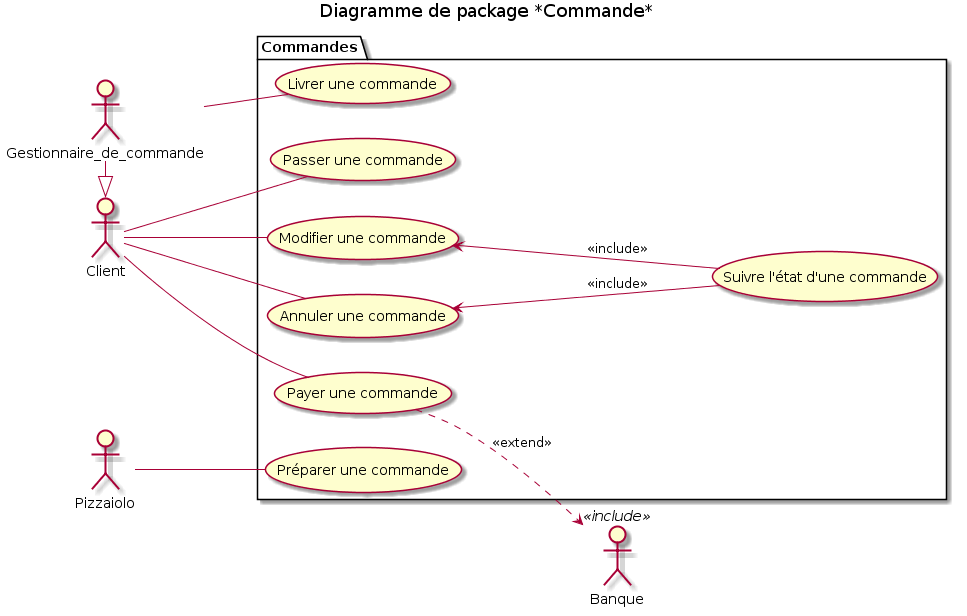 Diagramme de package *Commande*
Commandes
Livrer une commande
Gestionnaire_de_commande
Passer une commande
Client
Modifier une commande
«include»
Suivre l'état d'une commande
«include»
Annuler une commande
Payer une commande
«extend»
Préparer une commande
Pizzaiolo
«include»
Banque